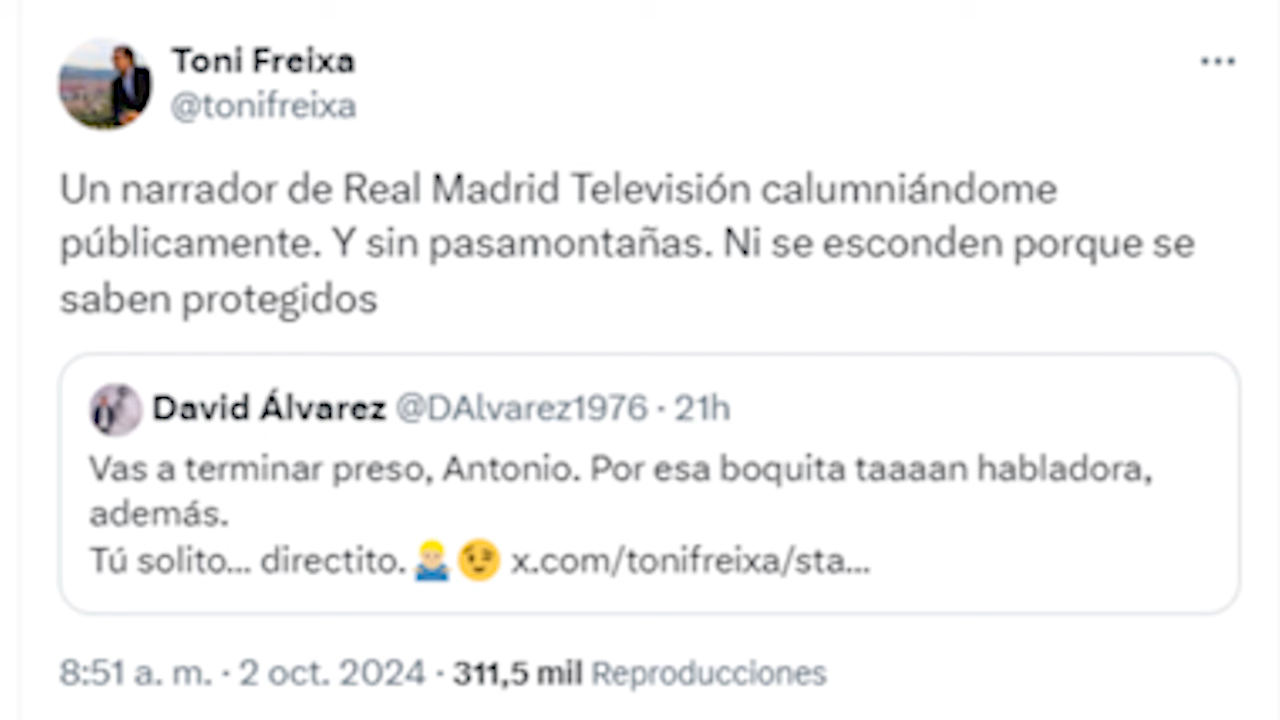 Toni Freixa
@tonifreixa
Un narrador de Real Madrid Televisión calumniándome
públicamente. Y sin pasamontañas. Ni se esconden porque se
saben protegidos
David Álvarez @DAlvarez1976 · 21h
Vas a terminar preso, Antonio. Por esa boquita taaaan habladora,
además.
Tú solito... directito. 🙎🏼‍♂️😉 x.com/tonifreixa/sta...
8:51 a. m. · 2 oct. 2024 · 311,5 mil Reproducciones